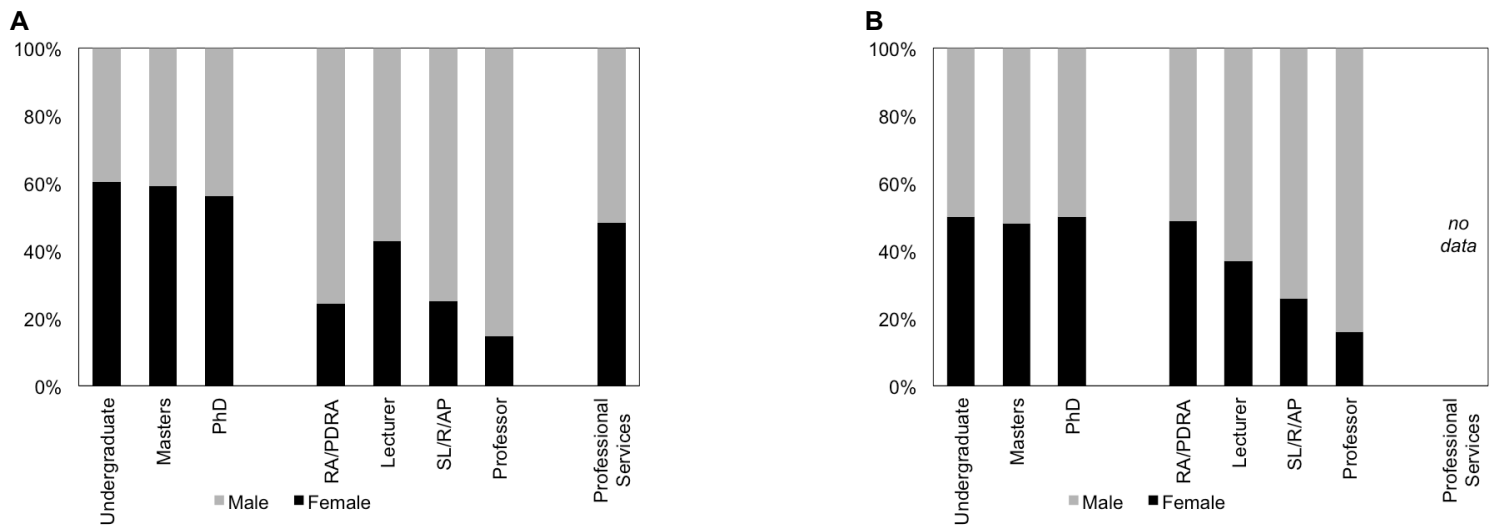 A
100%
80%
60%
40%
20%
0%
Undergraduate
Masters
PhD
RA/PDRA
Lecturer
SL/R/AP
Professor
Professional
Services
Male Female
B
100%
80%
60%
40%
20%
0%
no
data
Undergraduate
Masters
PhD
RA/PDRA
Lecturer
SL/R/AP
Professor
Professional
Services
Male Female